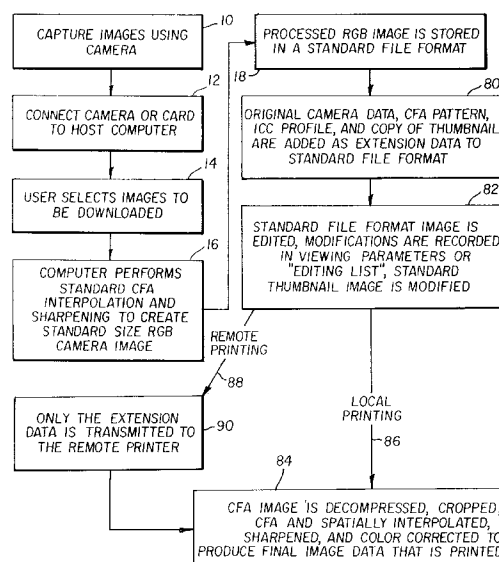 10
CAPTURE IMAGES USING
CAMERA
12
CONNECT CAMERA OR CARD
TO HOST COMPUTER
14
USER SELECTS IMAGES TO
BE DOWNLOADED
16
COMPUTER PERFORMS
STANDARD CFA
INTERPOLATION AND
SHARPENING TO CREATE
STANDARD SIZE RGB
CAMERA IMAGE
PROCESSED RGB IMAGE IS STORED
IN A STANDARD FILE FORMAT
18
80
ORIGINAL CAMERA DATA, CFA PATTERN,
ICC PROFILE, AND COPY OF THUMBNAIL
ARE ADDED AS EXTENSION DATA TO
STANDARD FILE FORMAT
82
STANDARD FILE FORMAT IMAGE IS
EDITED, MODIFICATIONS ARE RECORDED
IN VIEWING PARAMETERS OR
"EDITING LIST", STANDARD
THUMBNAIL IMAGE IS MODIFIED
REMOTE
PRINTING
88
LOCAL
PRINTING
86
ONLY THE EXTENSION
DATA IS TRANSMITTED TO
THE REMOTE PRINTER
90
84
CFA IMAGE IS DECOMPRESSED, CROPPED,
CFA AND SPATIALLY INTERPOLATED,
SHARPENED, AND COLOR CORRECTED TO
PRODUCE FINAL IMAGE DATA THAT IS PRINTED